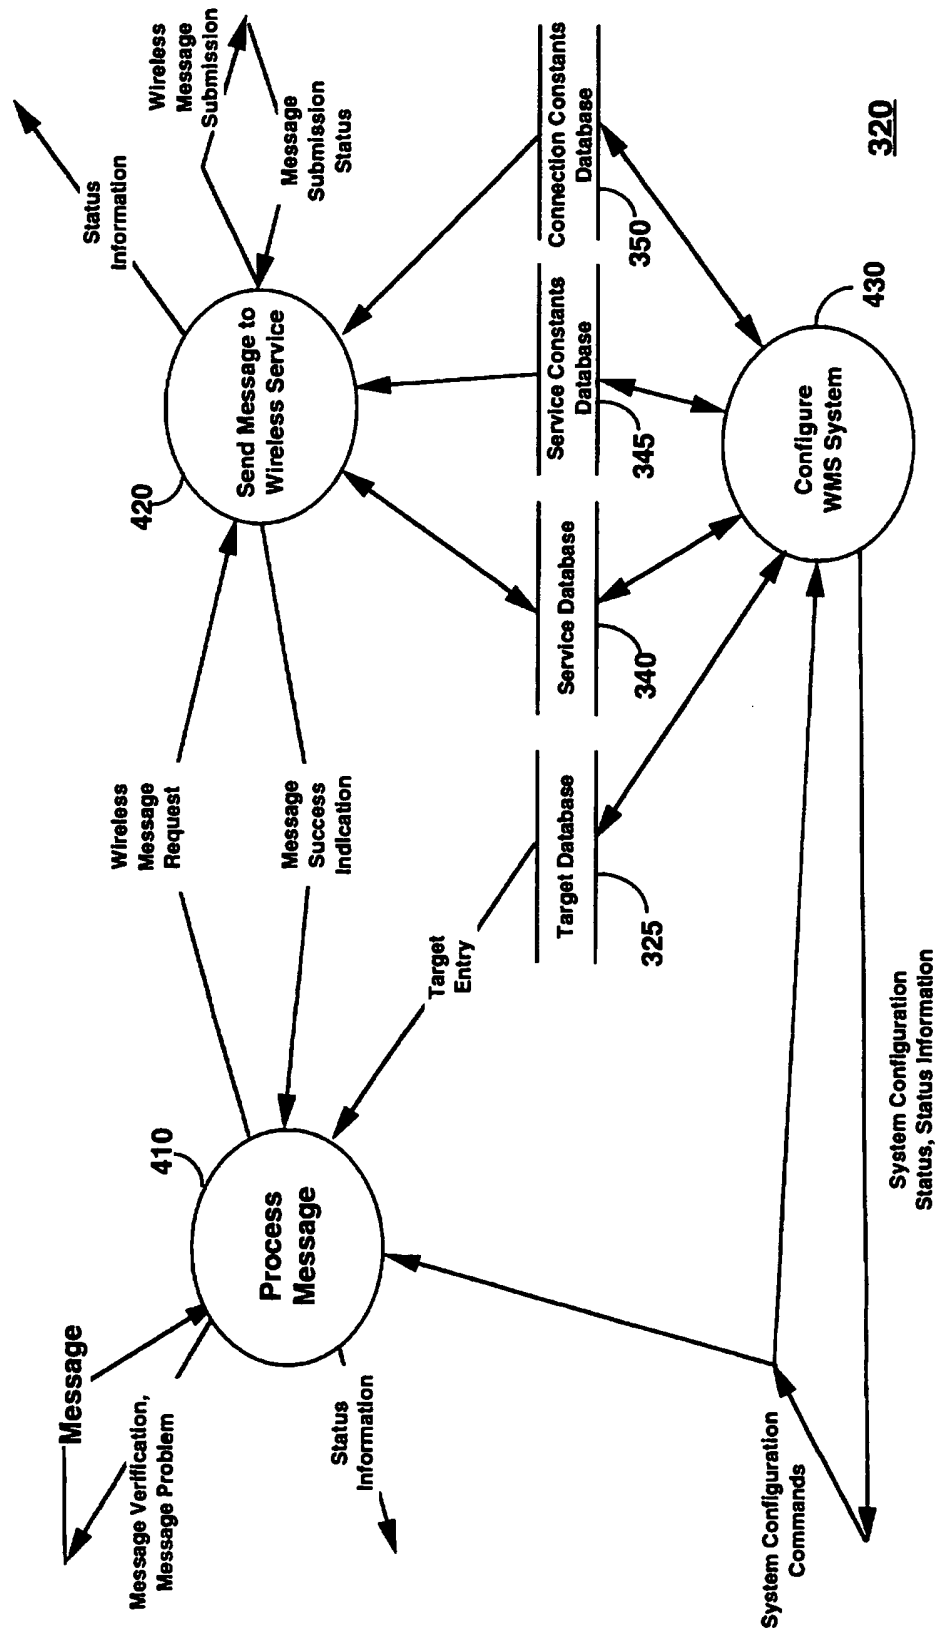 Message
Message Verification,
Message Problem
410
Process
Message
Status
Information
Wireless
Message
Request
Message
Success
Indication
Target
Entry
420
Send Message to
Wireless Service
Status
Information
Wireless
Message
Submission
Message
Submission
Status
Target Database
325
Service Database
340
Service Constants
Database
345
Connection Constants
Database
350
System Configuration
Commands
Configure
WMS System
430
System Configuration
Status, Status Information
320